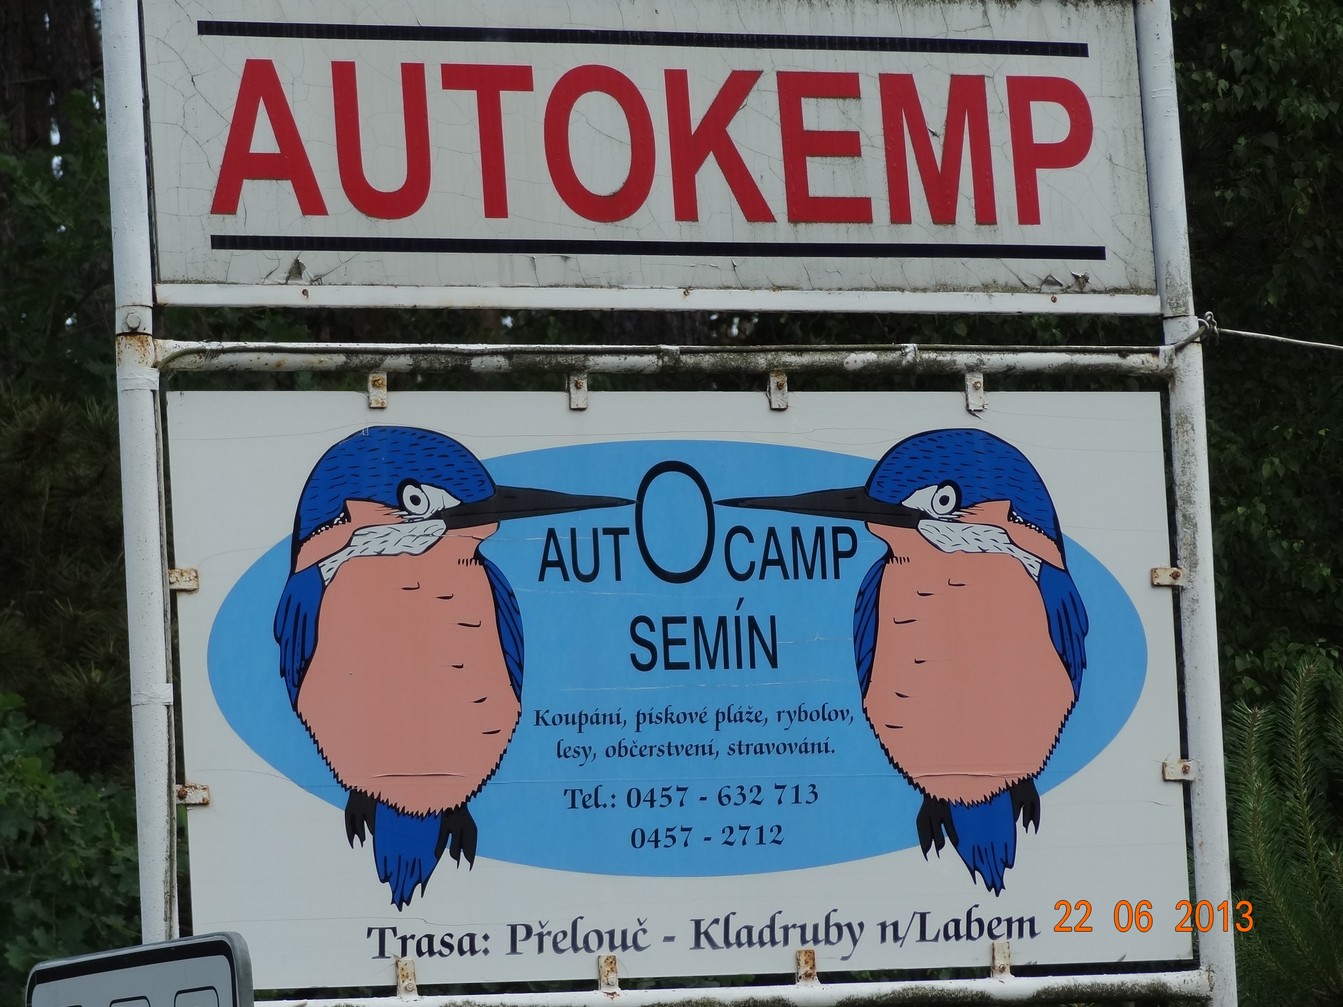 AUTOKEMP
AUTOCAMP
SEMÍN
Koupání, pískové pláže, rybolov,
lesy, občerstvení, stravování.
Tel.: 0457 - 632 713
0457 - 2712
Trasa: Přelouč - Kladruby n/Labem
22 06 2013